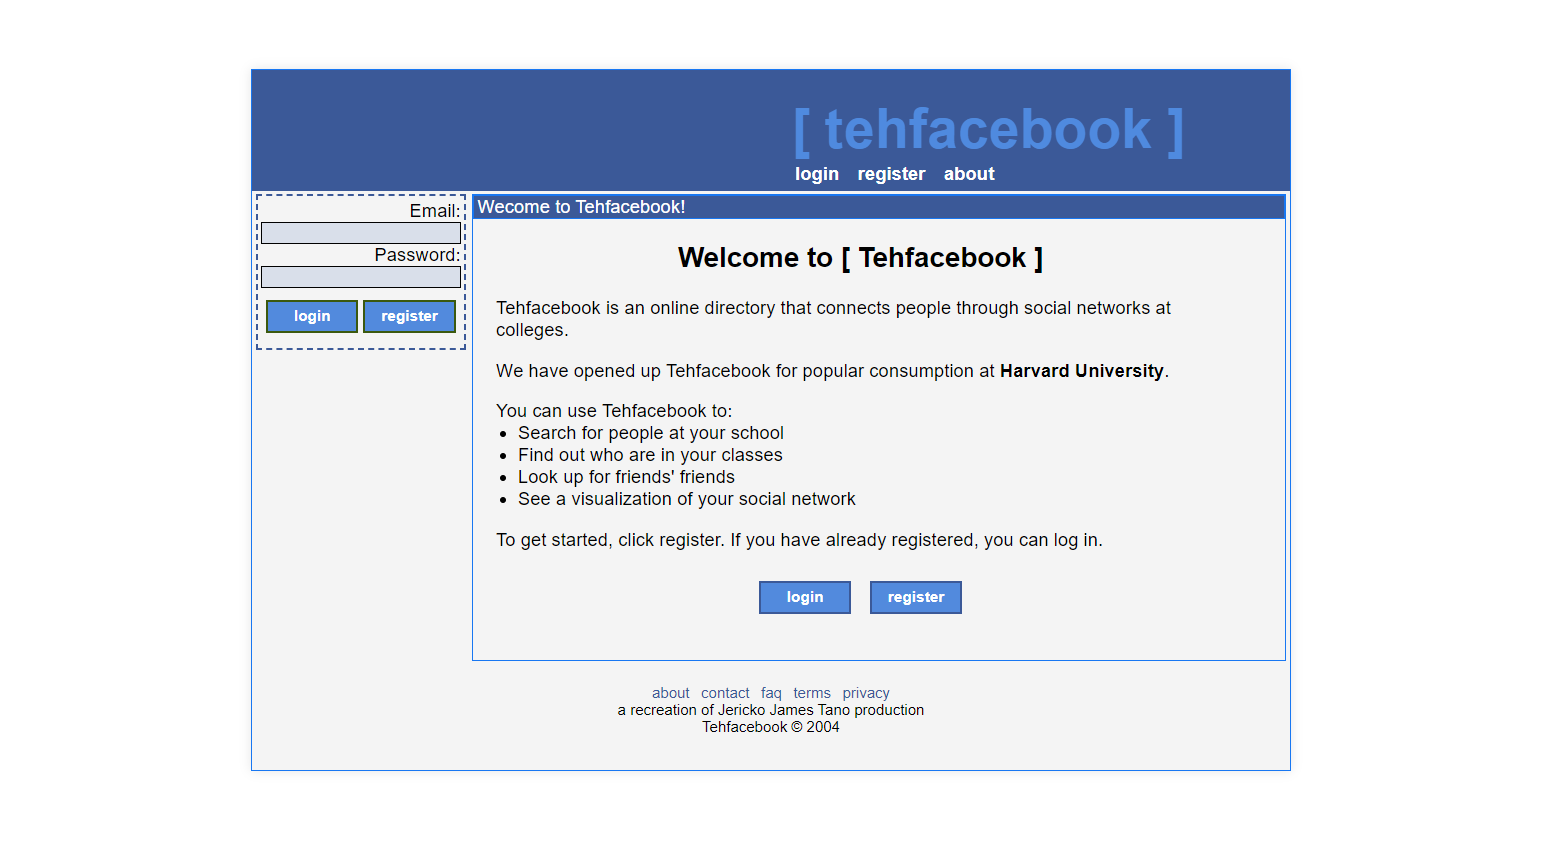 [ tehfacebook ]
login register about
Email:
Password:
login register
Wecome to Tehfacebook!
Welcome to [ Tehfacebook ]
Tehfacebook is an online directory that connects people through social networks at
colleges.
We have opened up Tehfacebook for popular consumption at Harvard University.
You can use Tehfacebook to:
• Search for people at your school
• Find out who are in your classes
• Look up for friends' friends
• See a visualization of your social network
To get started, click register. If you have already registered, you can log in.
login register
about contact faq terms privacy
a recreation of Jericko James Tano production
Tehfacebook © 2004